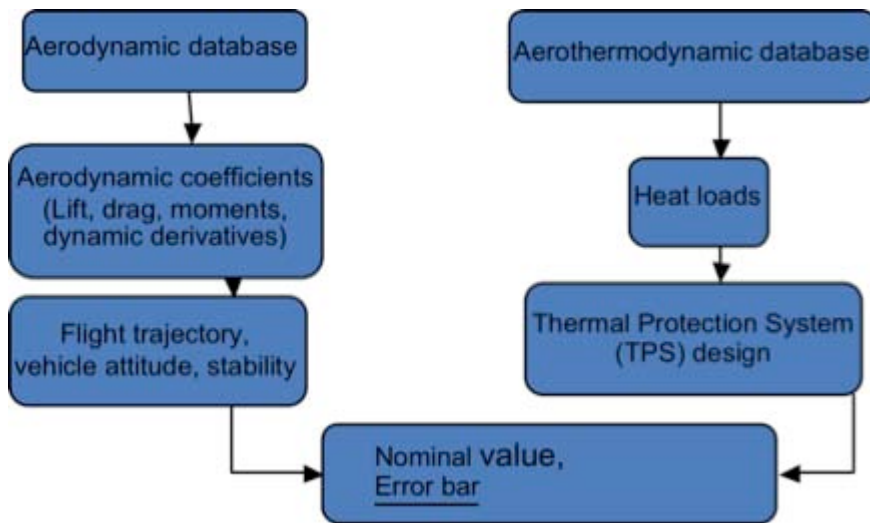 Aerodynamic database
Aerodynamic coefficients
(Lift, drag, moments,
dynamic derivatives)
Flight trajectory,
vehicle attitude, stability
Aerothermodynamic database
Heat loads
Thermal Protection System
(TPS) design
Nominal value,
Error bar